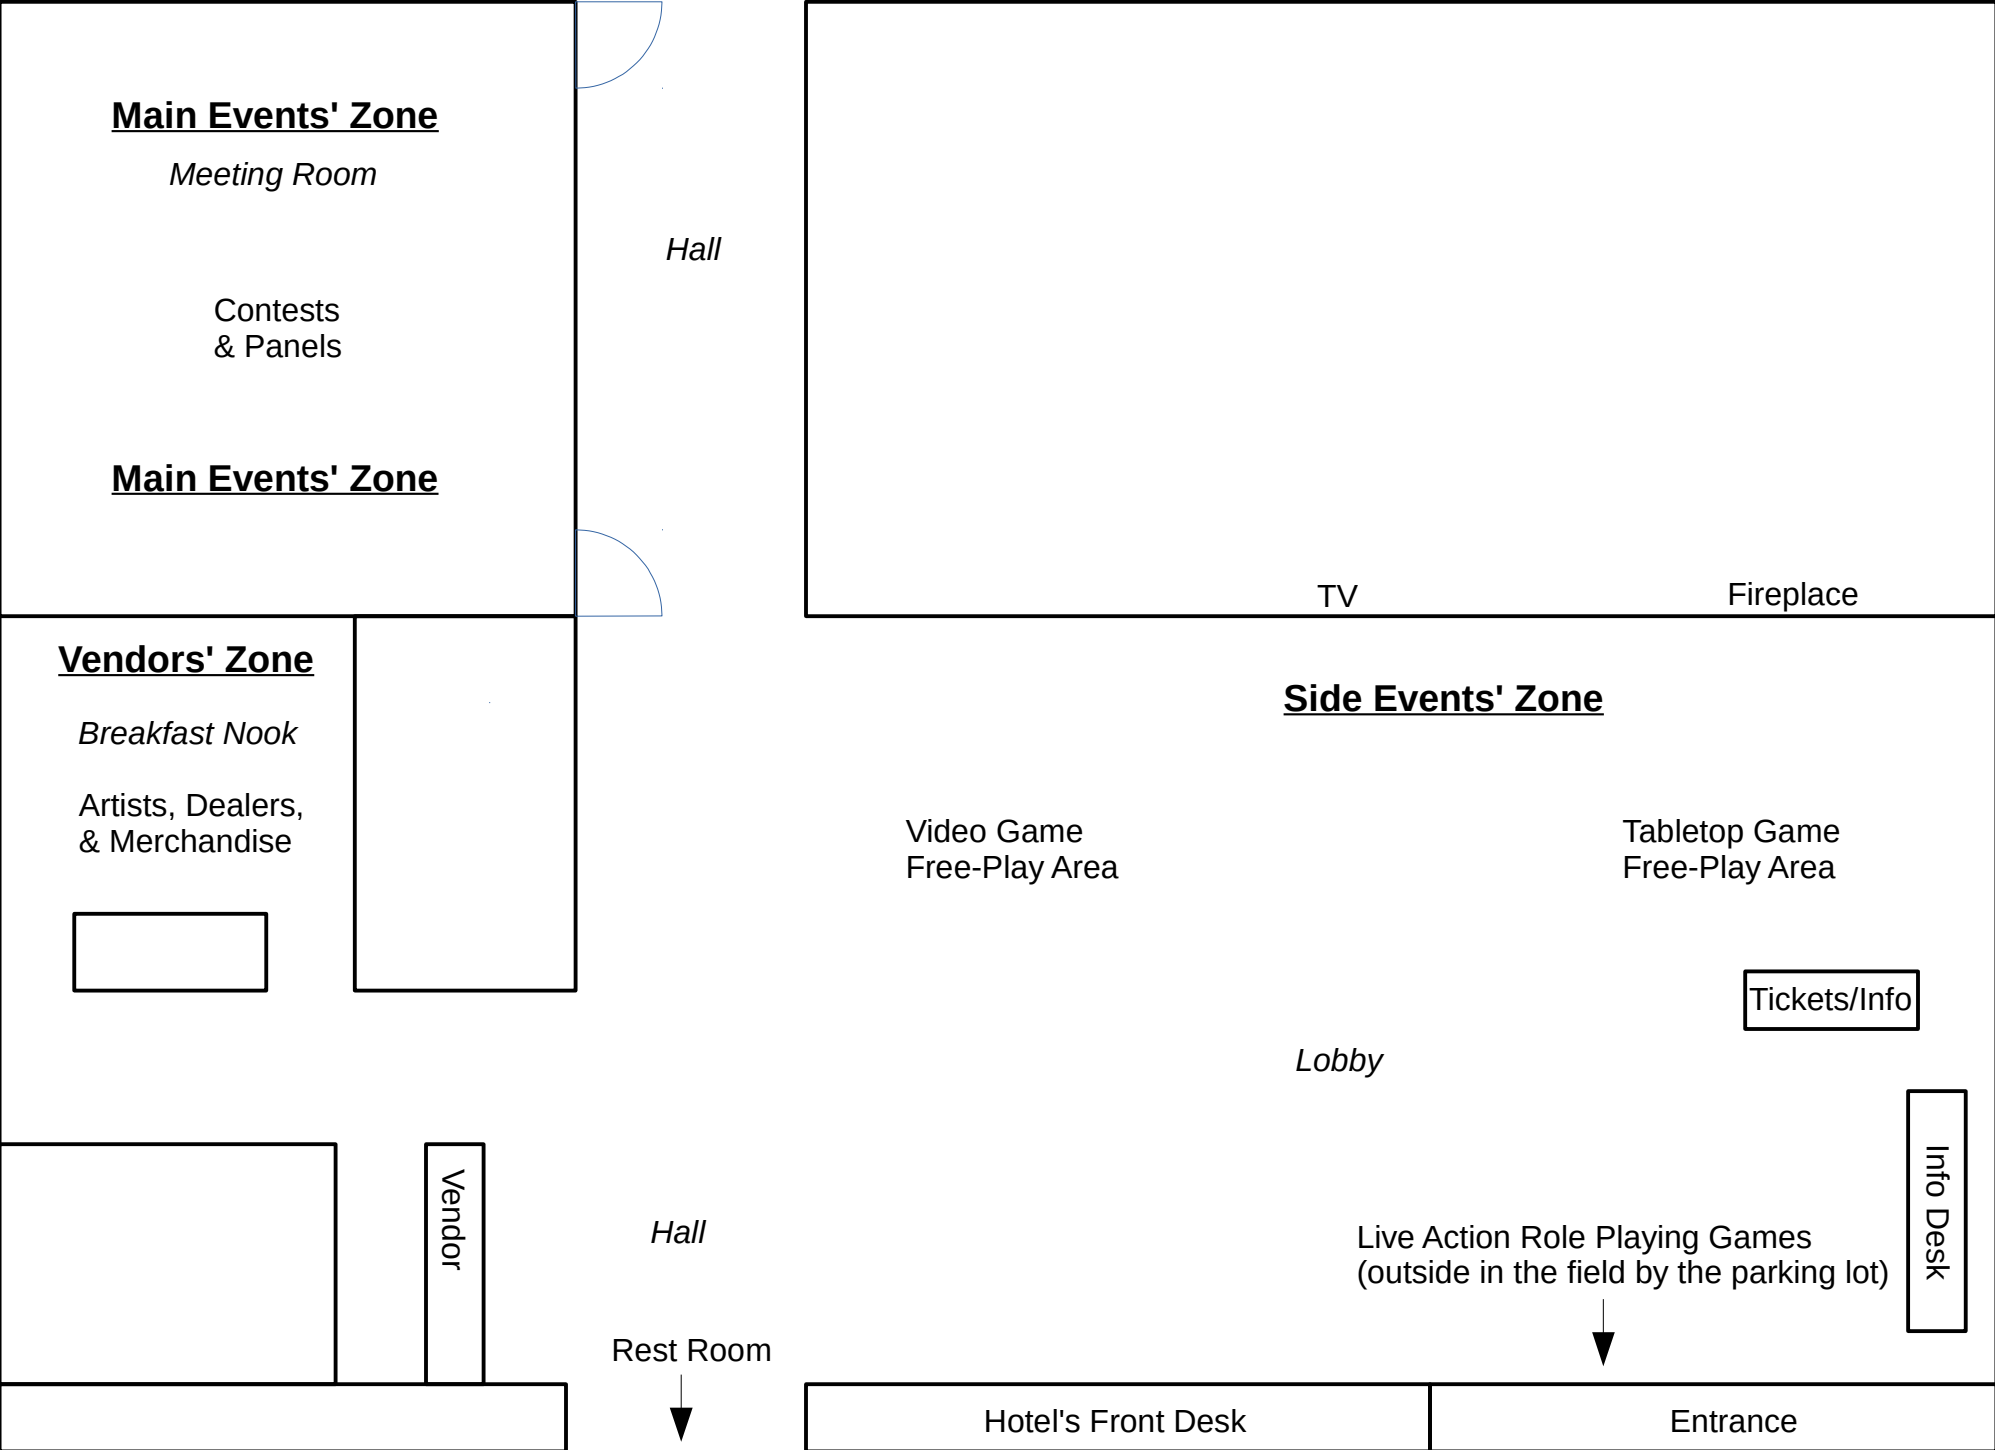 Main Events' Zone
Meeting Room
Hall
Contests
& Panels
Main Events' Zone
TV
Fireplace
Vendors' Zone
Side Events' Zone
Breakfast Nook
Artists, Dealers,
& Merchandise
Video Game
Free-Play Area
Tabletop Game
Free-Play Area
Tickets/Info
Lobby
Info Desk
Vendor
Hall
Live Action Role Playing Games
(outside in the field by the parking lot)
Rest Room
Hotel's Front Desk
Entrance